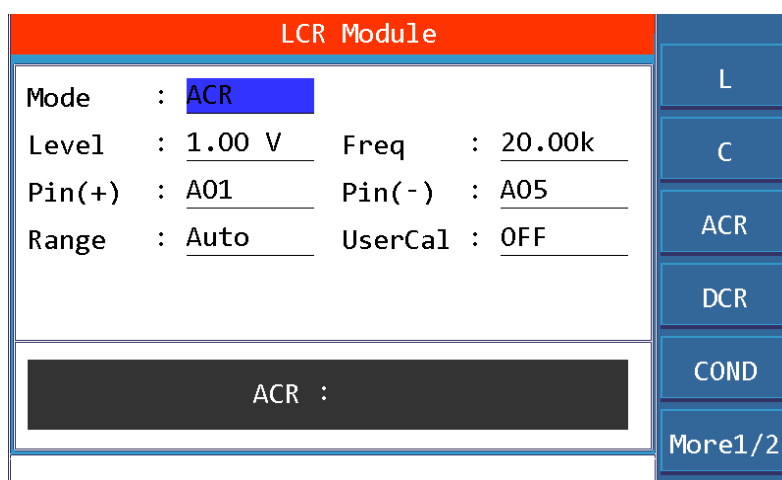 LCR Module
Mode : ACR
Level : 1.00 V Freq : 20.00k
Pin(+) : A01 Pin(-) : A05
Range : Auto UserCal : OFF
ACR :
L
C
ACR
DCR
COND
More1/2